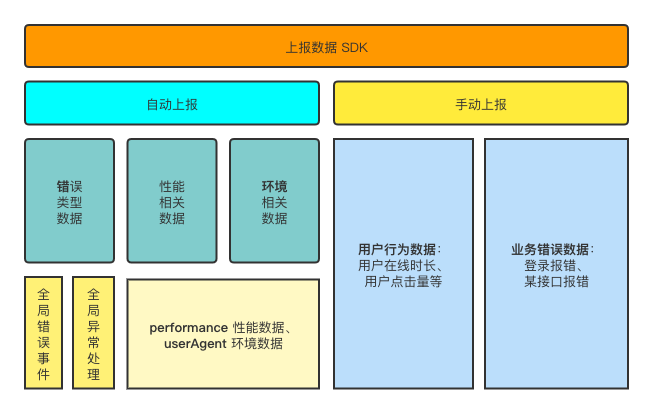 上报数据 SDK
自动上报
手动上报
错误
类型
数据
性能
相关
数据
环境
相关
数据
用户行为数据：
用户在线时长、
用户点击量等
业务错误数据：
登录报错、
某接口报错
全
局
错
误
事
件
全
局
异
常
处
理
performance 性能数据、
userAgent 环境数据